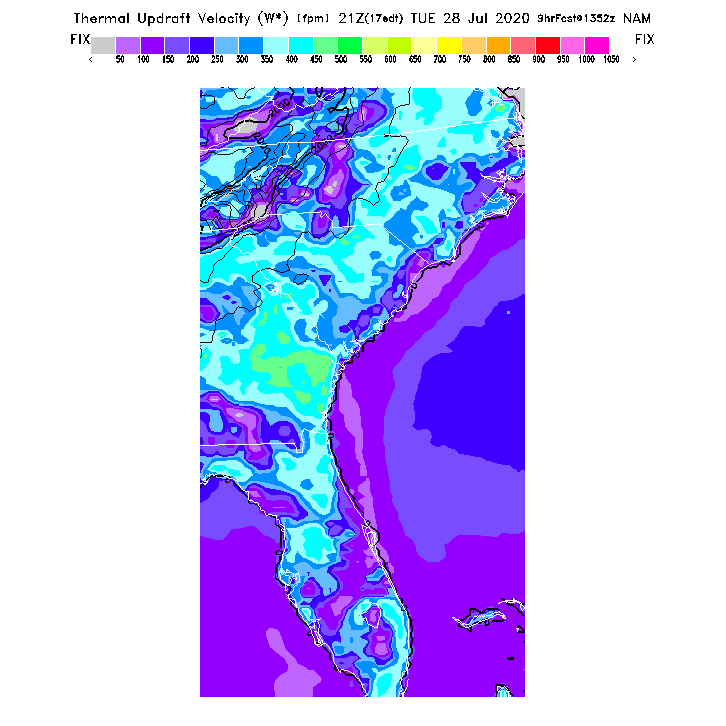 Thermal Updraft Velocity (W*) [fpm] 21Z(17edt) TUE 28 Jul 2020 9hrFcst@1352z NAM
FIX FIX
< 50 100 150 200 250 300 350 400 450 500 550 600 650 700 750 800 850 900 950 1000 1050 >